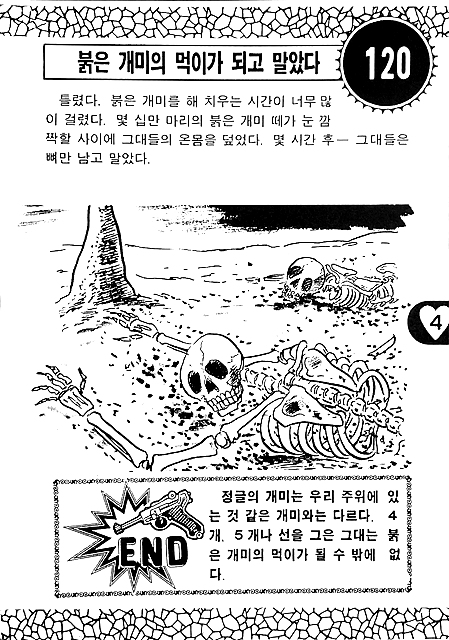 붉은 개미의 먹이가 되고 말았다
120
틀렸다. 붉은 개미를 해 치우는 시간이 너무 많
이 걸렸다. 몇 십만 마리의 붉은 개미 떼가 눈 깜
짝할 사이에 그대들의 온몸을 덮었다. 몇 시간 후— 그대들은
뼈만 남고 말았다.
4
END
정글의 개미는 우리 주위에 있
는 것 같은 개미와는 다르다. 4
개, 5개나 선을 그은 그대는 붉
은 개미의 먹이가 될 수 밖에 없
다.